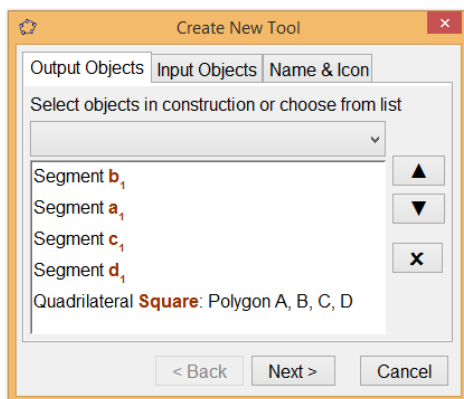 Create New Tool
x
Output Objects Input Objects Name & Icon
Select objects in construction or choose from list
Segment b₁
Segment a₁
Segment c₁
Segment d₁
Quadrilateral Square: Polygon A, B, C, D
▲
▼
x
< Back Next > Cancel